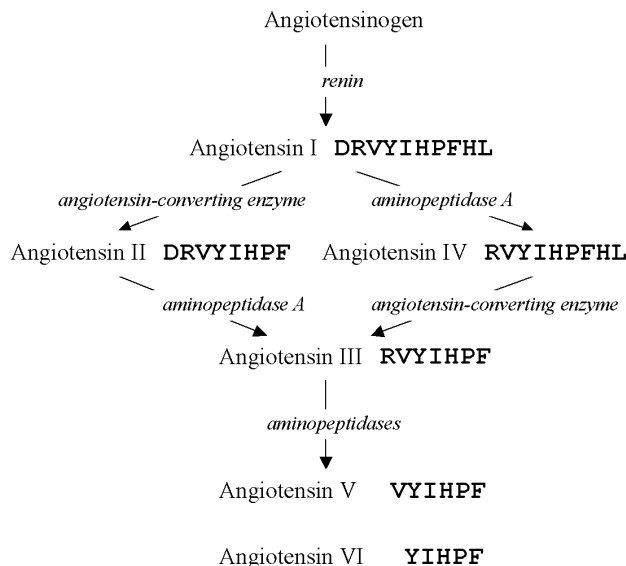 Angiotensinogen
renin
Angiotensin I DRVYIHPFHL
angiotensin-converting enzyme aminopeptidase A
Angiotensin II DRVYIHPF Angiotensin IV RVYIHPFHL
aminopeptidase A angiotensin-converting enzyme
Angiotensin III RVYIHPF
aminopeptidases
Angiotensin V VYIHPF
Angiotensin VI YIHPF